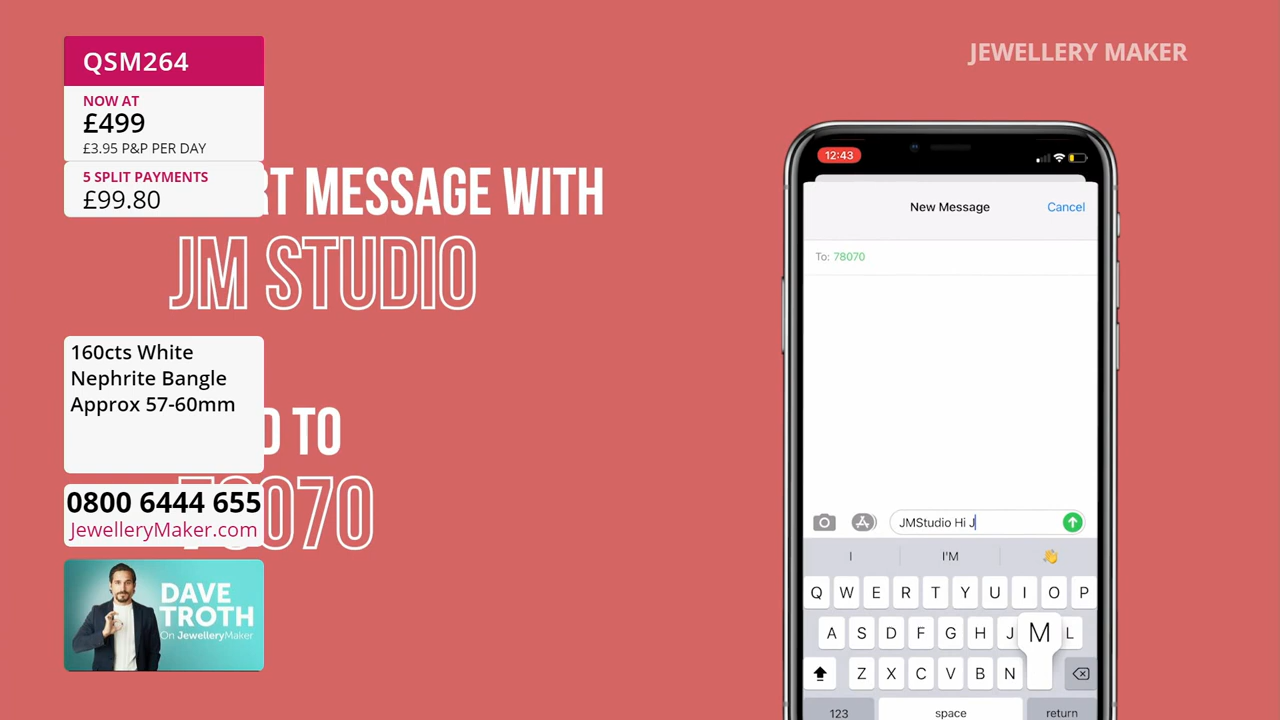 QSM264
NOW AT
£499
£3.95 P&P PER DAY
5 SPLIT PAYMENTS
£99.80
JEWELLERY MAKER
MESSAGE WITH
JM STUDIO
160cts White
Nephrite Bangle
Approx 57-60mm
TO
78070
0800 6444 655
JewelleryMaker.com
DAVE
TROTH
On JewelleryMaker
12:43
New Message
Cancel
To: 78070
JMStudio Hi J
I
I'M
Q W E R T Y U I O P
A S D F G H J M L
Z X C V B N
123
space
return